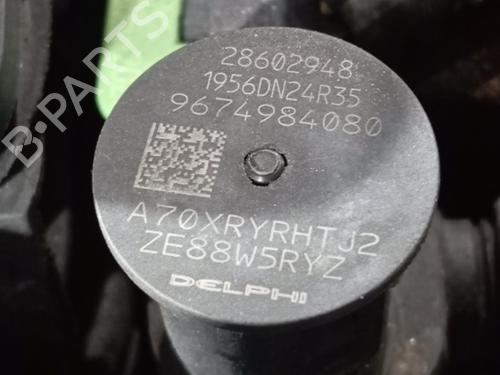 28602948
1956DN24R35
9674984080
A70XRYRHTJ2
ZE88W5RYZ
DELPHI
B-PARTS